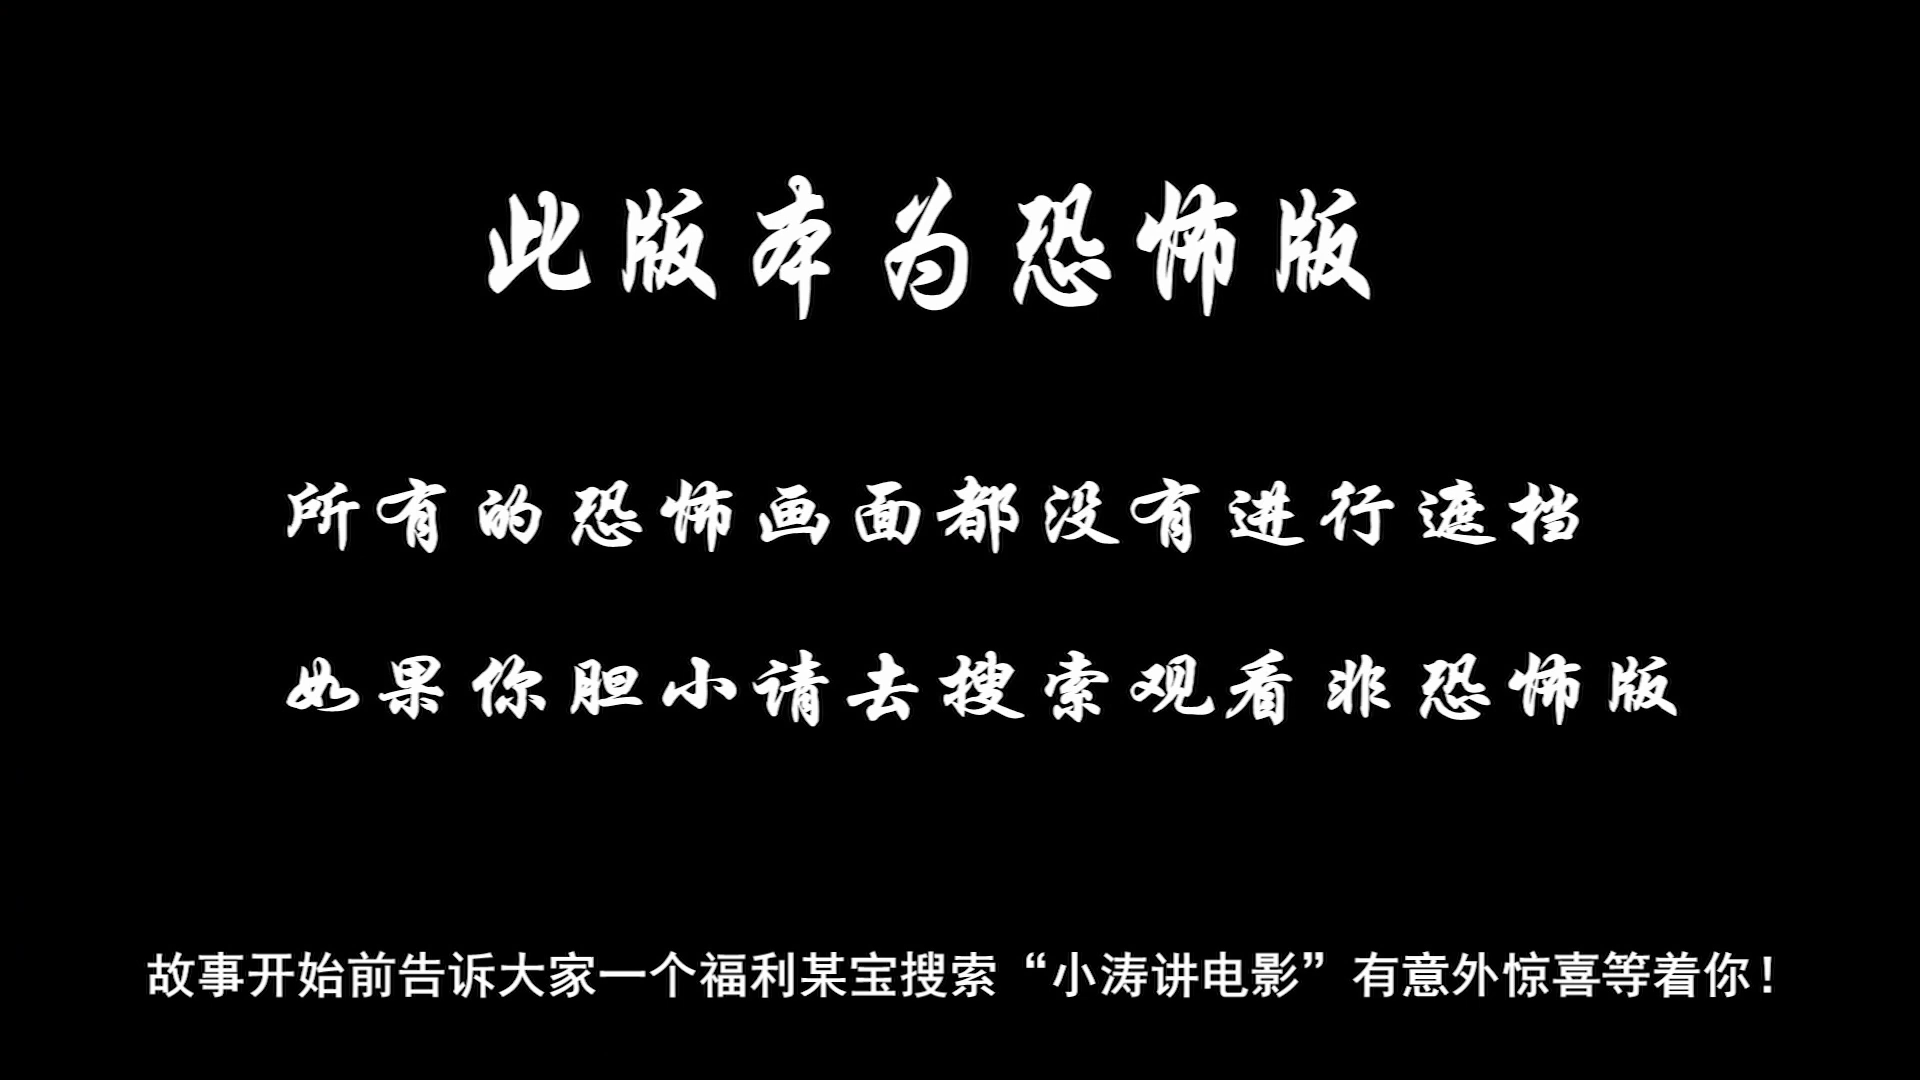 此版本为恐怖版
所有的恐怖画面都没有进行遮挡
如果你胆小请去搜索观看非恐怖版
故事开始前告诉大家一个福利某宝搜索“小涛讲电影”有意外惊喜等着你！